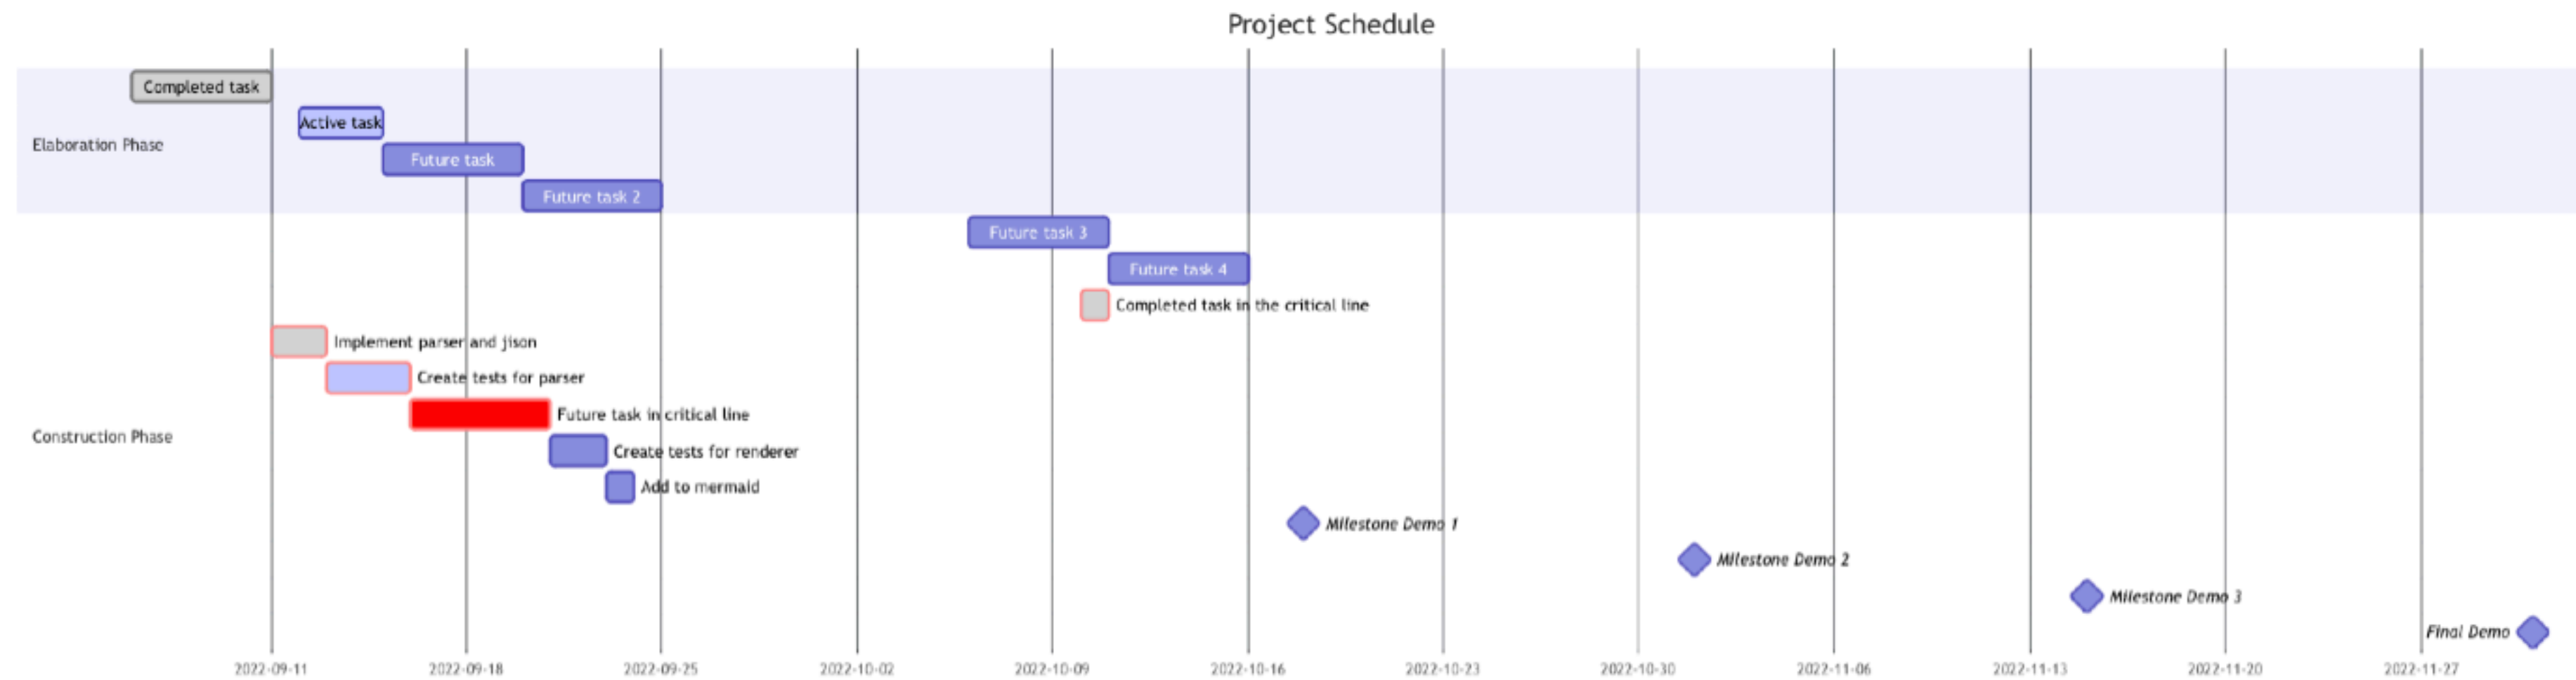 Project Schedule
Completed task
Active task
Elaboration Phase
Future task
Future task 2
Future task 3
Future task 4
Completed task in the critical line
Implement parser and jison
Create tests for parser
Future task in critical line
Construction Phase
Create tests for renderer
Add to mermaid
Milestone Demo 1
Milestone Demo 2
Milestone Demo 3
Final Demo
2022-09-11 2022-09-18 2022-09-25 2022-10-02 2022-10-09 2022-10-16 2022-10-23 2022-10-30 2022-11-06 2022-11-13 2022-11-20 2022-11-27